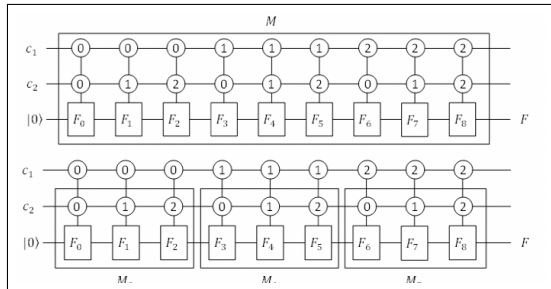 M
c₁ 0 0 0 1 1 1 2 2 2
c₂ 0 1 2 0 1 2 0 1 2
|0⟩ F₀ F₁ F₂ F₃ F₄ F₅ F₆ F₇ F₈ F
c₁ 0 0 0 1 1 1 2 2 2
c₂ 0 1 2 0 1 2 0 1 2
|0⟩ F₀ F₁ F₂ F₃ F₄ F₅ F₆ F₇ F₈ F